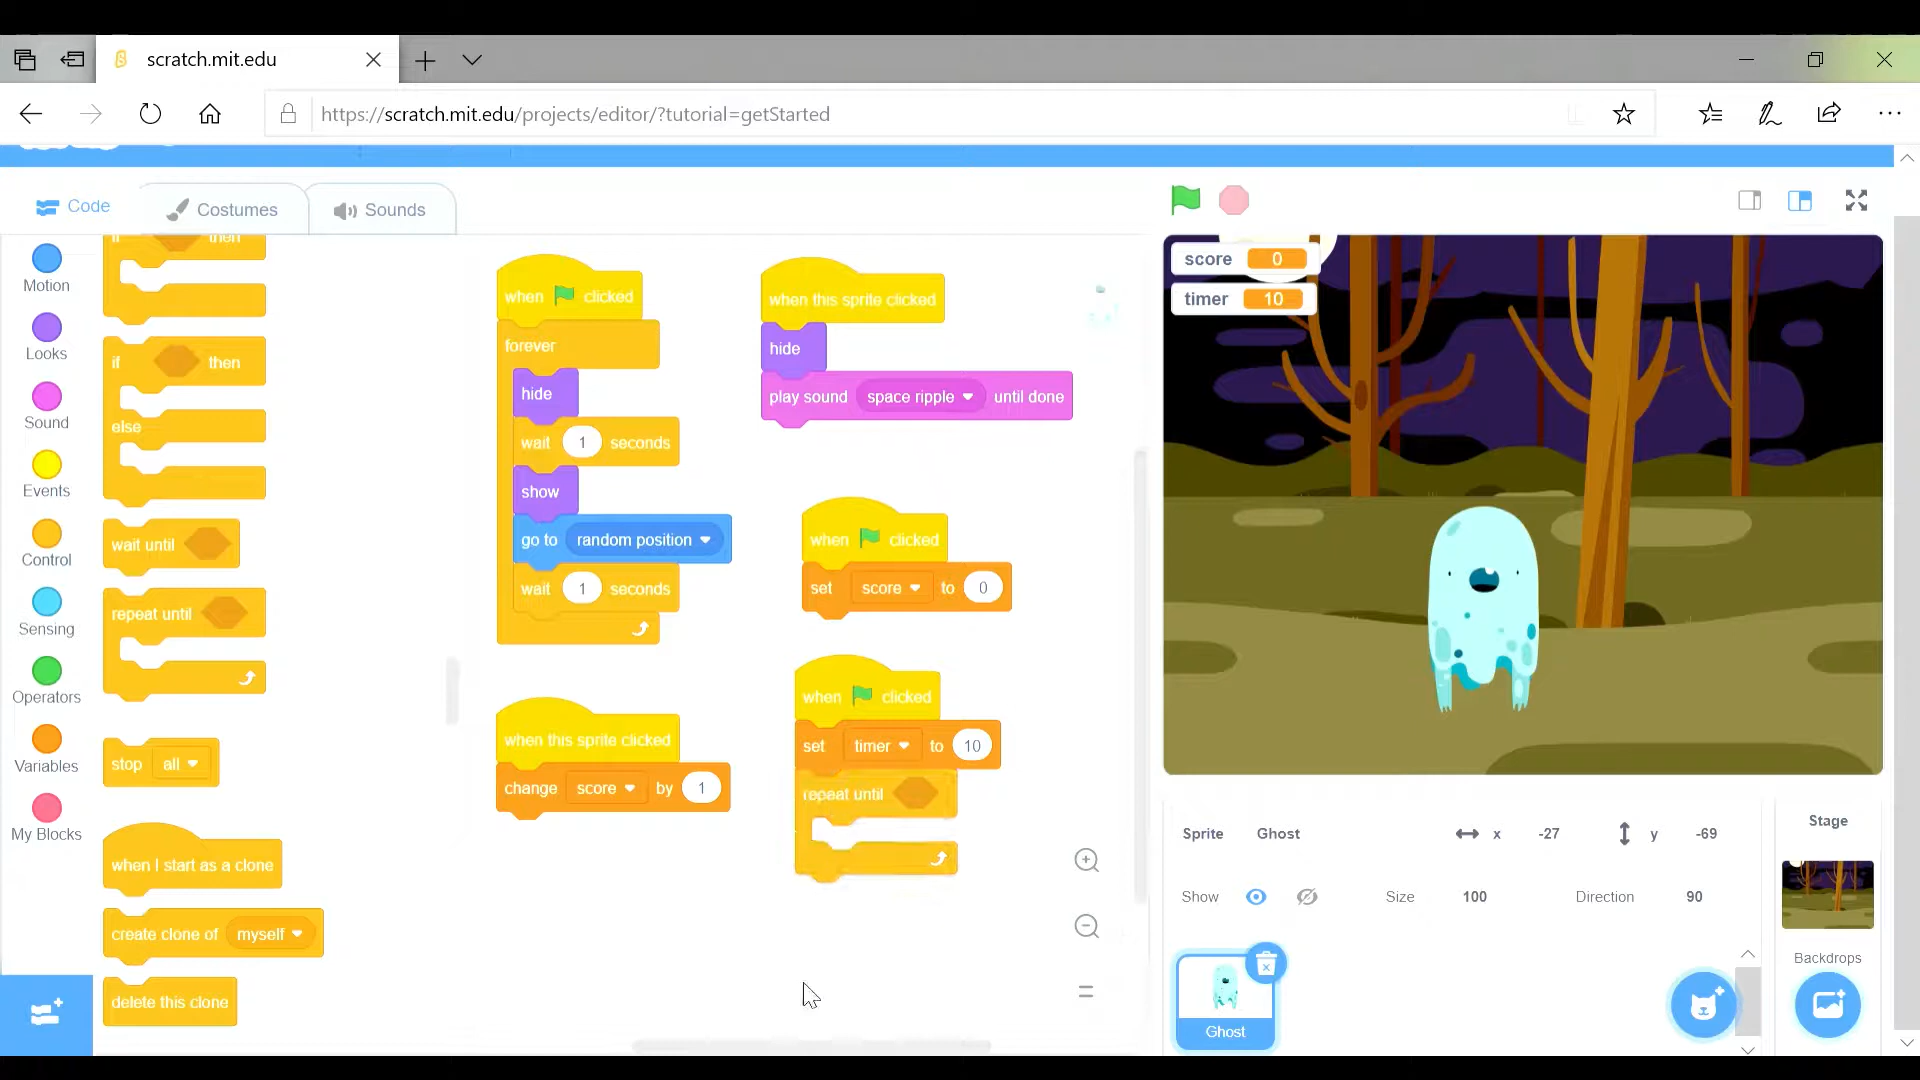 scratch.mit.edu
https://scratch.mit.edu/projects/editor/?tutorial=getStarted
Code
Costumes
Sounds
Motion
Looks
Sound
Events
Control
Sensing
Operators
Variables
My Blocks
if then
if then
else
wait until
repeat until
stop all
when I start as a clone
create clone of myself
delete this clone
when clicked
forever
hide
wait 1 seconds
show
go to random position
wait 1 seconds
when this sprite clicked
change score by 1
when this sprite clicked
hide
play sound space ripple until done
when clicked
set score to 0
when clicked
set timer to 10
repeat until
score 0
timer 10
Sprite Ghost x -27 y -69
Show Size 100 Direction 90
Ghost
Stage
Backdrops